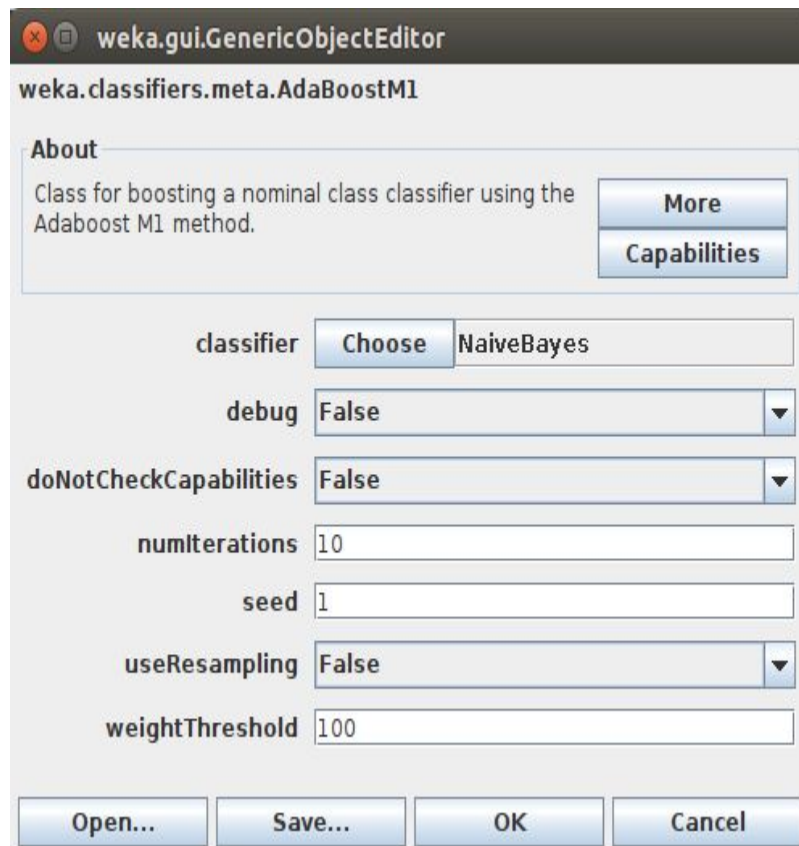 weka.gui.GenericObjectEditor
weka.classifiers.meta.AdaBoostM1
About
Class for boosting a nominal class classifier using the
Adaboost M1 method.
More
Capabilities
classifier Choose NaiveBayes
debug False
doNotCheckCapabilities False
numIterations 10
seed 1
useResampling False
weightThreshold 100
Open... Save... OK Cancel